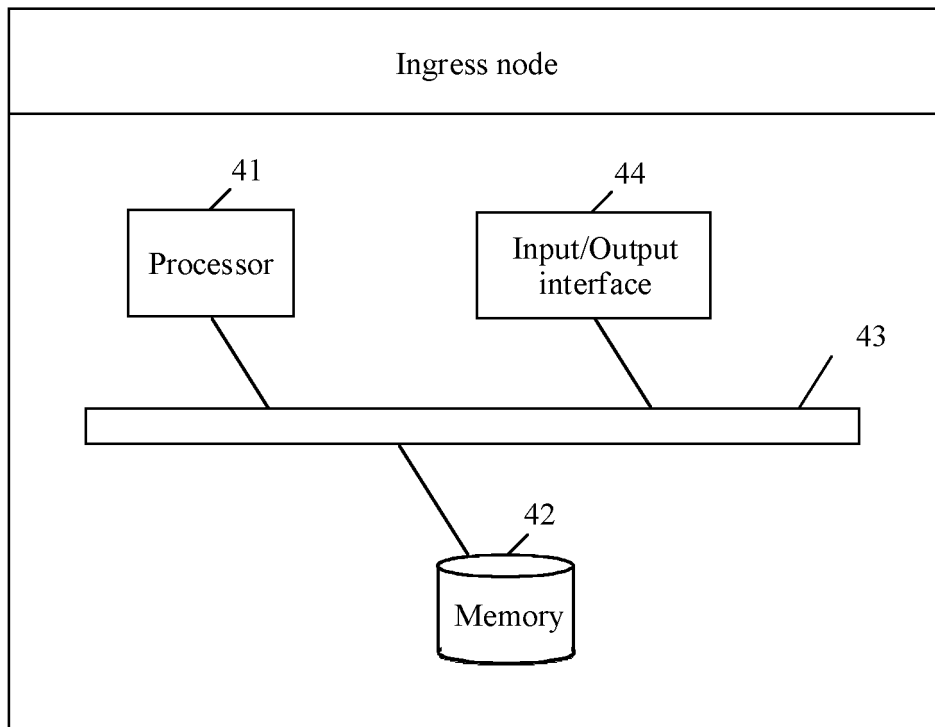 Ingress node
41
Processor
44
Input/Output
interface
43
42
Memory